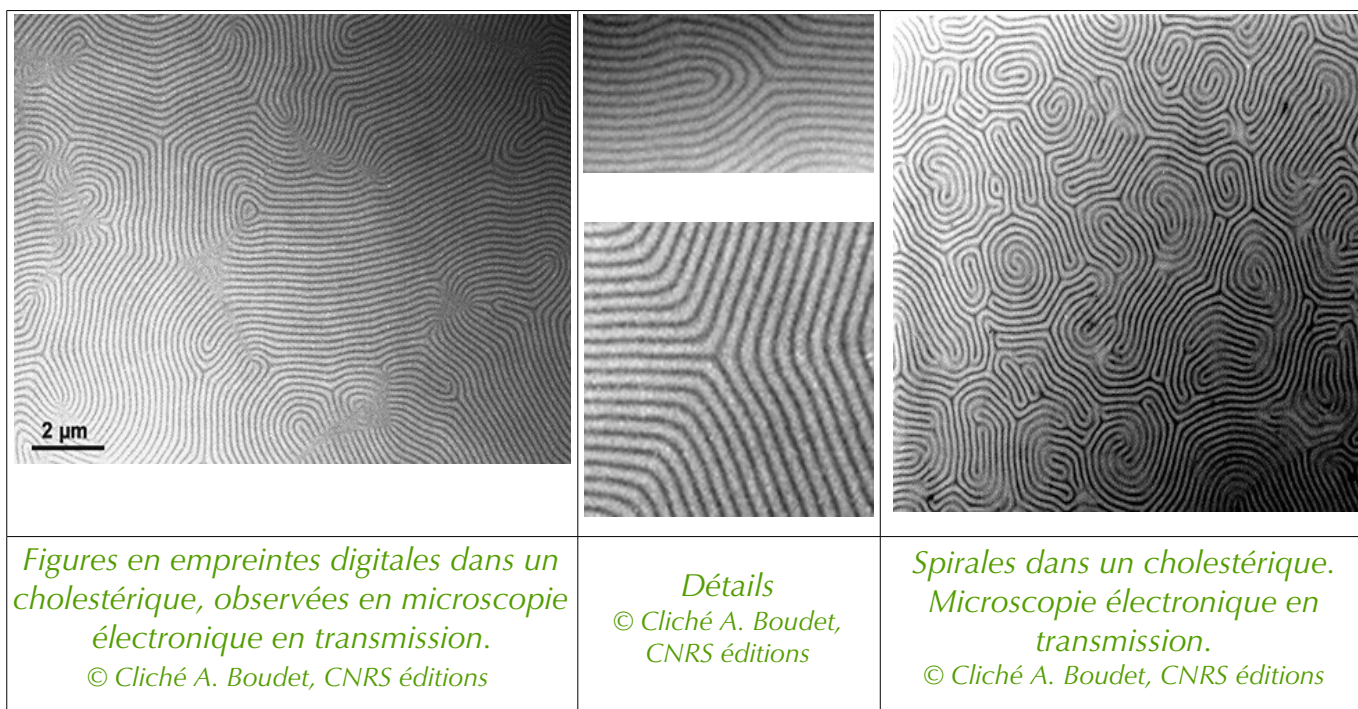 2 µm
Figures en empreintes digitales dans un
cholestérique, observées en microscopie
électronique en transmission.
© Cliché A. Boudet, CNRS éditions
Détails
© Cliché A. Boudet,
CNRS éditions
Spirales dans un cholestérique.
Microscopie électronique en
transmission.
© Cliché A. Boudet, CNRS éditions